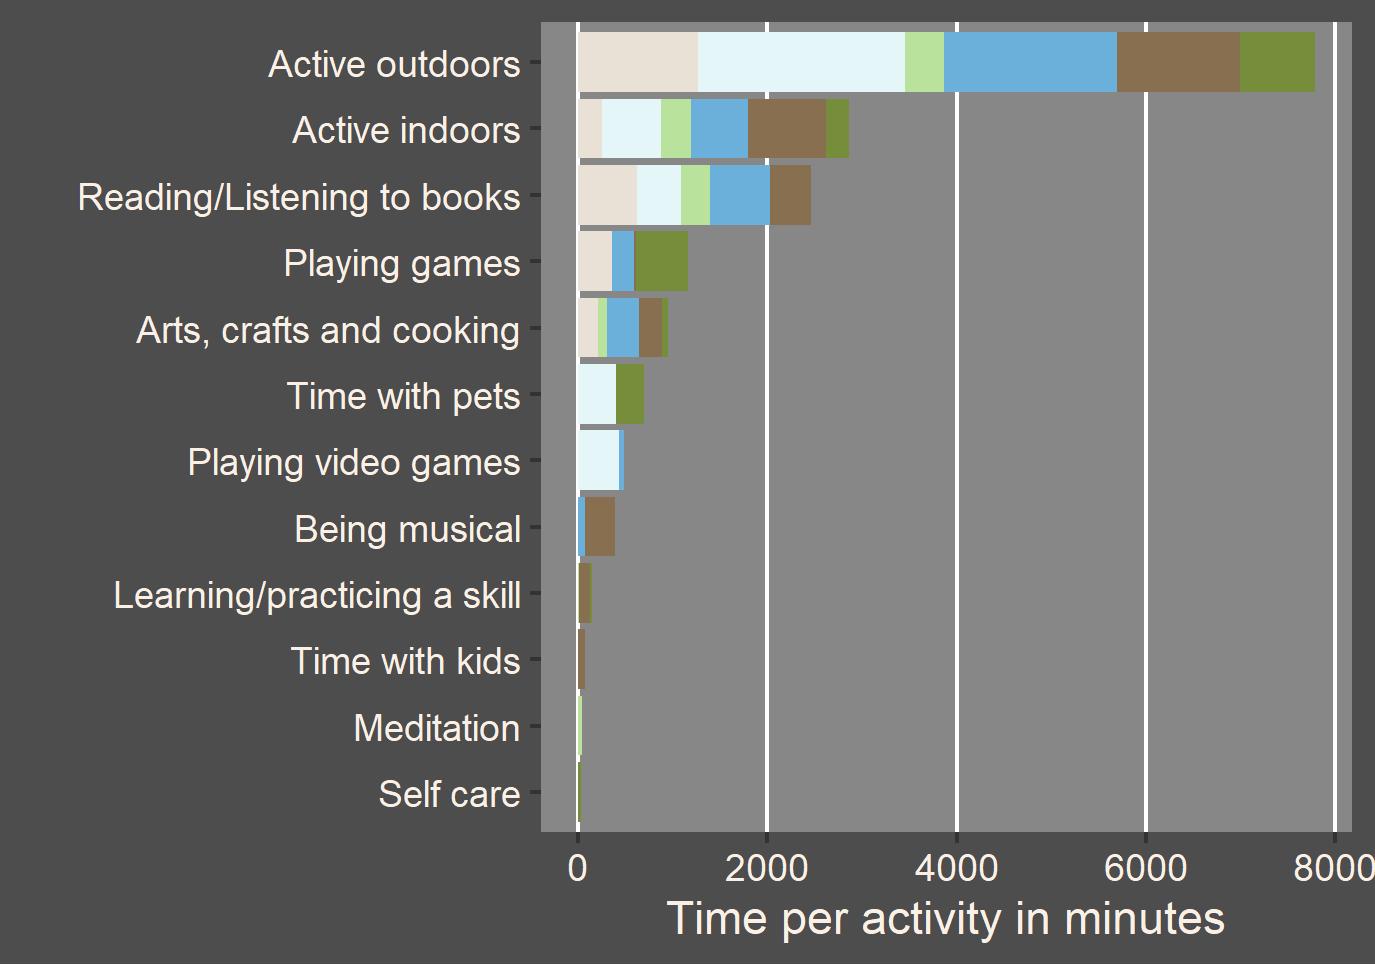 Active outdoors
Active indoors
Reading/Listening to books
Playing games
Arts, crafts and cooking
Time with pets
Playing video games
Being musical
Learning/practicing a skill
Time with kids
Meditation
Self care
0 2000 4000 6000 8000
Time per activity in minutes